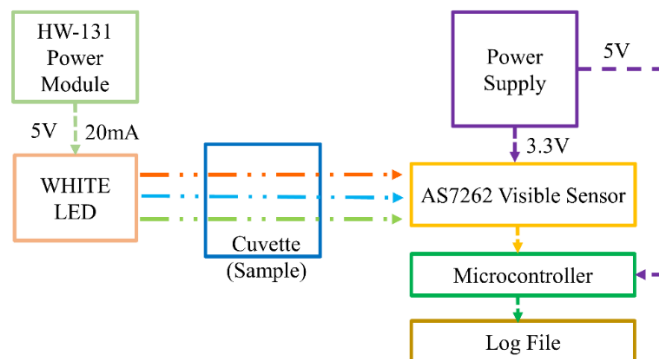 HW-131
Power
Module
5V
20mA
WHITE
LED
Cuvette
(Sample)
Power
Supply
5V
3.3V
AS7262 Visible Sensor
Microcontroller
Log File